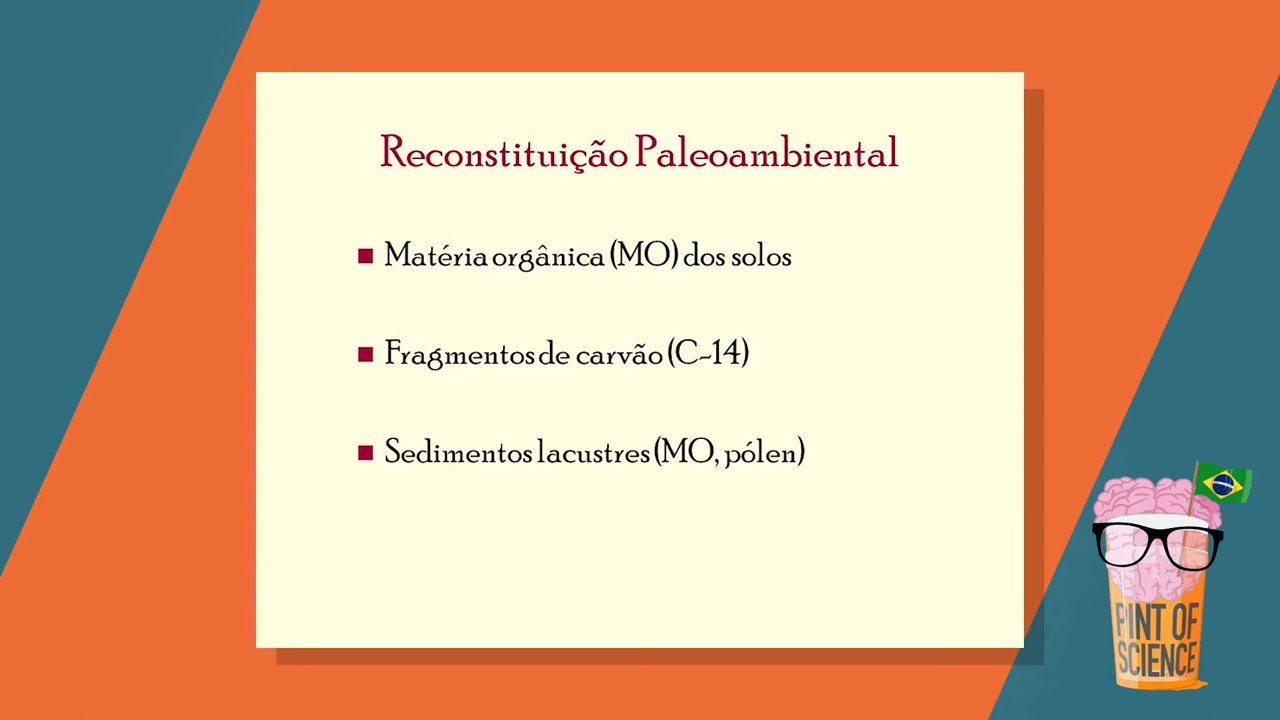 Reconstituição Paleoambiental
Matéria orgânica (MO) dos solos
Fragmentos de carvão (C-14)
Sedimentos lacustres (MO, pólen)
PINT OF
SCIENCE